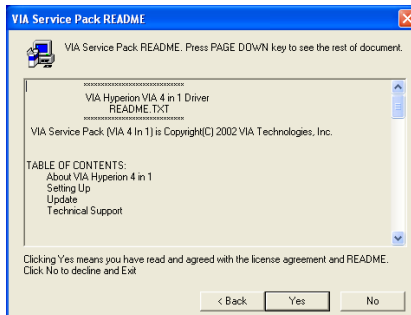 VIA Service Pack README
VIA Service Pack README. Press PAGE DOWN key to see the rest of document.
****************************
VIA Hyperion VIA 4 in 1 Driver
README.TXT
****************************
VIA Service Pack (VIA 4 In 1) is Copyright(C) 2002 VIA Technologies, Inc.
TABLE OF CONTENTS:
About VIA Hyperion 4 in 1
Setting Up
Update
Technical Support
Clicking Yes means you have read and agreed with the license agreement and README.
Click No to decline and Exit
< Back Yes No